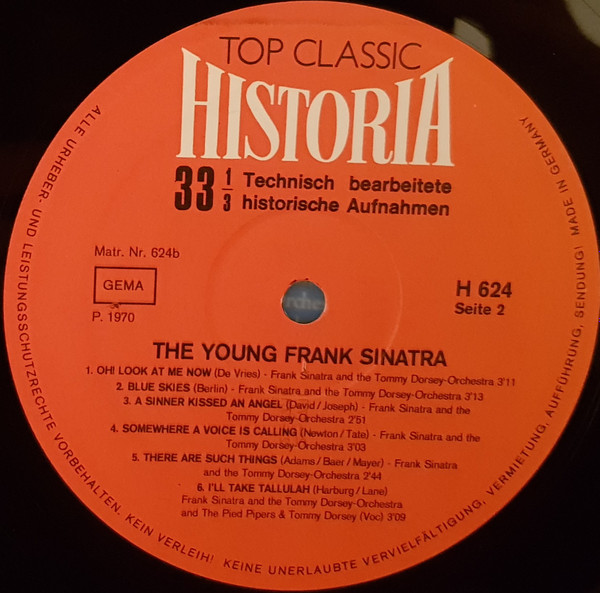 TOP CLASSIC
HISTORIA
33 1/3 Technisch bearbeitete
historische Aufnahmen
Matr. Nr. 624b
GEMA
P. 1970
H 624
Seite 2
THE YOUNG FRANK SINATRA
1. OH! LOOK AT ME NOW (De Vries) - Frank Sinatra and the Tommy Dorsey-Orchestra 3'11
2. BLUE SKIES (Berlin) - Frank Sinatra and the Tommy Dorsey-Orchestra 3'13
3. A SINNER KISSED AN ANGEL (David/Joseph) - Frank Sinatra and the
Tommy Dorsey-Orchestra 2'51
4. SOMEWHERE A VOICE IS CALLING (Newton/Tate) - Frank Sinatra and the
Tommy Dorsey-Orchestra 3'03
5. THERE ARE SUCH THINGS (Adams/Baer/Mayer) - Frank Sinatra
and the Tommy Dorsey-Orchestra 2'44
6. I'LL TAKE TALLULAH (Harburg/Lane)
Frank Sinatra and the Tommy Dorsey-Orchestra
and The Pied Pipers & Tommy Dorsey (Voc) 3'09
ALLE URHEBER- UND LEISTUNGSSCHUTZRECHTE VORBEHALTEN. KEIN VERLEIH! KEINE UNERLAUBTE VERVIELFÄLTIGUNG, VERMIETUNG, AUFFÜHRUNG, SENDUNG! MADE IN GERMANY